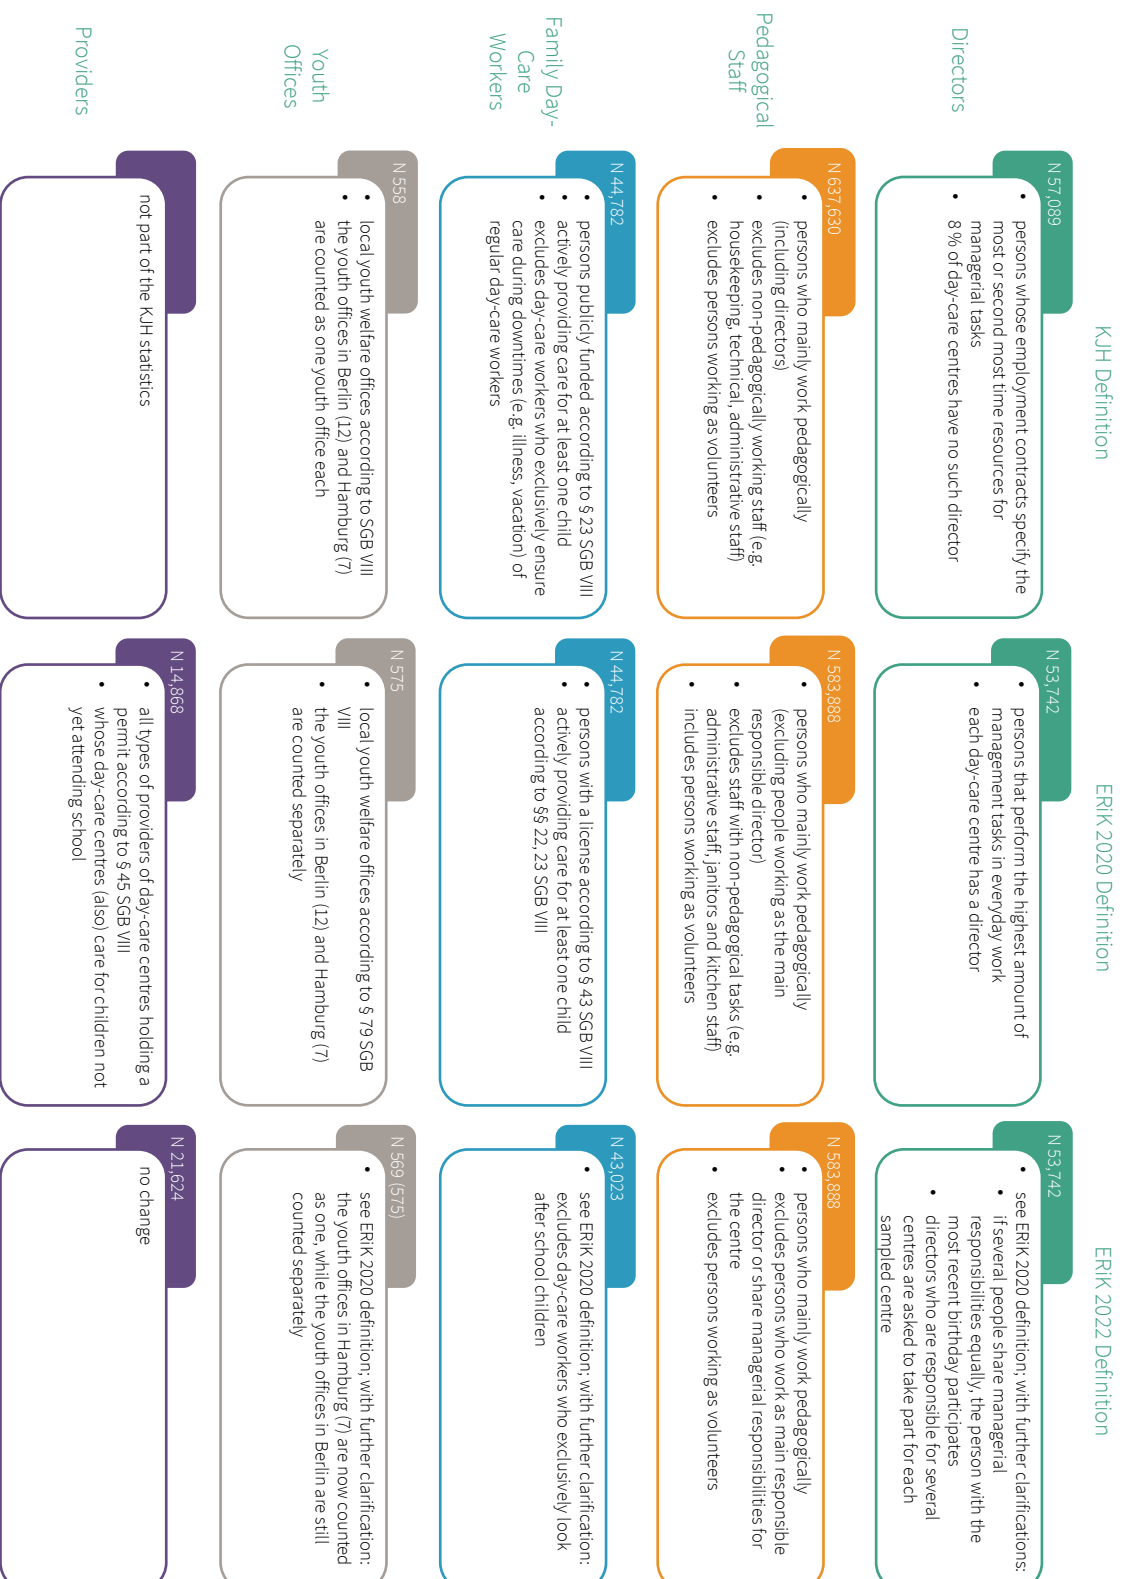 KJH Definition
ERiK 2020 Definition
ERiK 2022 Definition
Directors
N 57,089
• persons whose employment contracts specify the
most or second most time resources for
managerial tasks
• 8 % of day-care centres have no such director
N 53,742
• persons that perform the highest amount of
management tasks in everyday work
• each day-care centre has a director
N 53,742
• see ERiK 2020 definition; with further clarifications:
• if several people share managerial
responsibilities equally, the person with the
most recent birthday participates
• directors who are responsible for several
centres are asked to take part for each
sampled centre
Pedagogical
Staff
N 637,630
• persons who mainly work pedagogically
(including directors)
• excludes non-pedagogically working staff (e.g.
housekeeping, technical, administrative staff)
• excludes persons working as volunteers
N 583,888
• persons who mainly work pedagogically
(excluding people working as the main
responsible director)
• excludes staff with non-pedagogical tasks (e.g.
administrative staff, janitors and kitchen staff)
• includes persons working as volunteers
N 583,888
• persons who mainly work pedagogically
• excludes persons who work as main responsible
director or share managerial responsibilities for
the centre
• excludes persons working as volunteers
Family Day-
Care
Workers
N 44,782
• persons publicly funded according to § 23 SGB VIII
• actively providing care for at least one child
• excludes day-care workers who exclusively ensure
care during downtimes (e.g. illness, vacation) of
regular day-care workers
N 44,782
• persons with a license according to § 43 SGB VIII
• actively providing care for at least one child
according to §§ 22, 23 SGB VIII
N 43,023
• see ERiK 2020 definition; with further clarification:
excludes day-care workers who exclusively look
after school children
Youth
Offices
N 558
• local youth welfare offices according to SGB VIII
• the youth offices in Berlin (12) and Hamburg (7)
are counted as one youth office each
N 575
• local youth welfare offices according to § 79 SGB
VIII
• the youth offices in Berlin (12) and Hamburg (7)
are counted separately
N 569 (575)
• see ERiK 2020 definition; with further clarification:
the youth offices in Hamburg (7) are now counted
as one, while the youth offices in Berlin are still
counted separately
Providers
not part of the KJH statistics
N 14,868
• all types of providers of day-care centres holding a
permit according to § 45 SGB VIII
• whose day-care centres (also) care for children not
yet attending school
N 21,624
no change